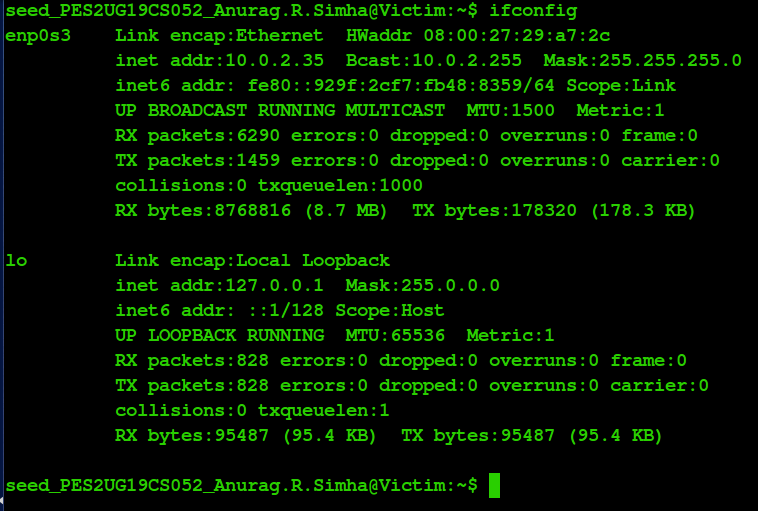 seed_PES2UG19CS052_Anurag.R.Simha@Victim:~$ ifconfig
enp0s3    Link encap:Ethernet  HWaddr 08:00:27:29:a7:2c
          inet addr:10.0.2.35  Bcast:10.0.2.255  Mask:255.255.255.0
          inet6 addr: fe80::929f:2cf7:fb48:8359/64 Scope:Link
          UP BROADCAST RUNNING MULTICAST  MTU:1500  Metric:1
          RX packets:6290 errors:0 dropped:0 overruns:0 frame:0
          TX packets:1459 errors:0 dropped:0 overruns:0 carrier:0
          collisions:0 txqueuelen:1000
          RX bytes:8768816 (8.7 MB)  TX bytes:178320 (178.3 KB)

lo        Link encap:Local Loopback
          inet addr:127.0.0.1  Mask:255.0.0.0
          inet6 addr: ::1/128 Scope:Host
          UP LOOPBACK RUNNING  MTU:65536  Metric:1
          RX packets:828 errors:0 dropped:0 overruns:0 frame:0
          TX packets:828 errors:0 dropped:0 overruns:0 carrier:0
          collisions:0 txqueuelen:1
          RX bytes:95487 (95.4 KB)  TX bytes:95487 (95.4 KB)

seed_PES2UG19CS052_Anurag.R.Simha@Victim:~$